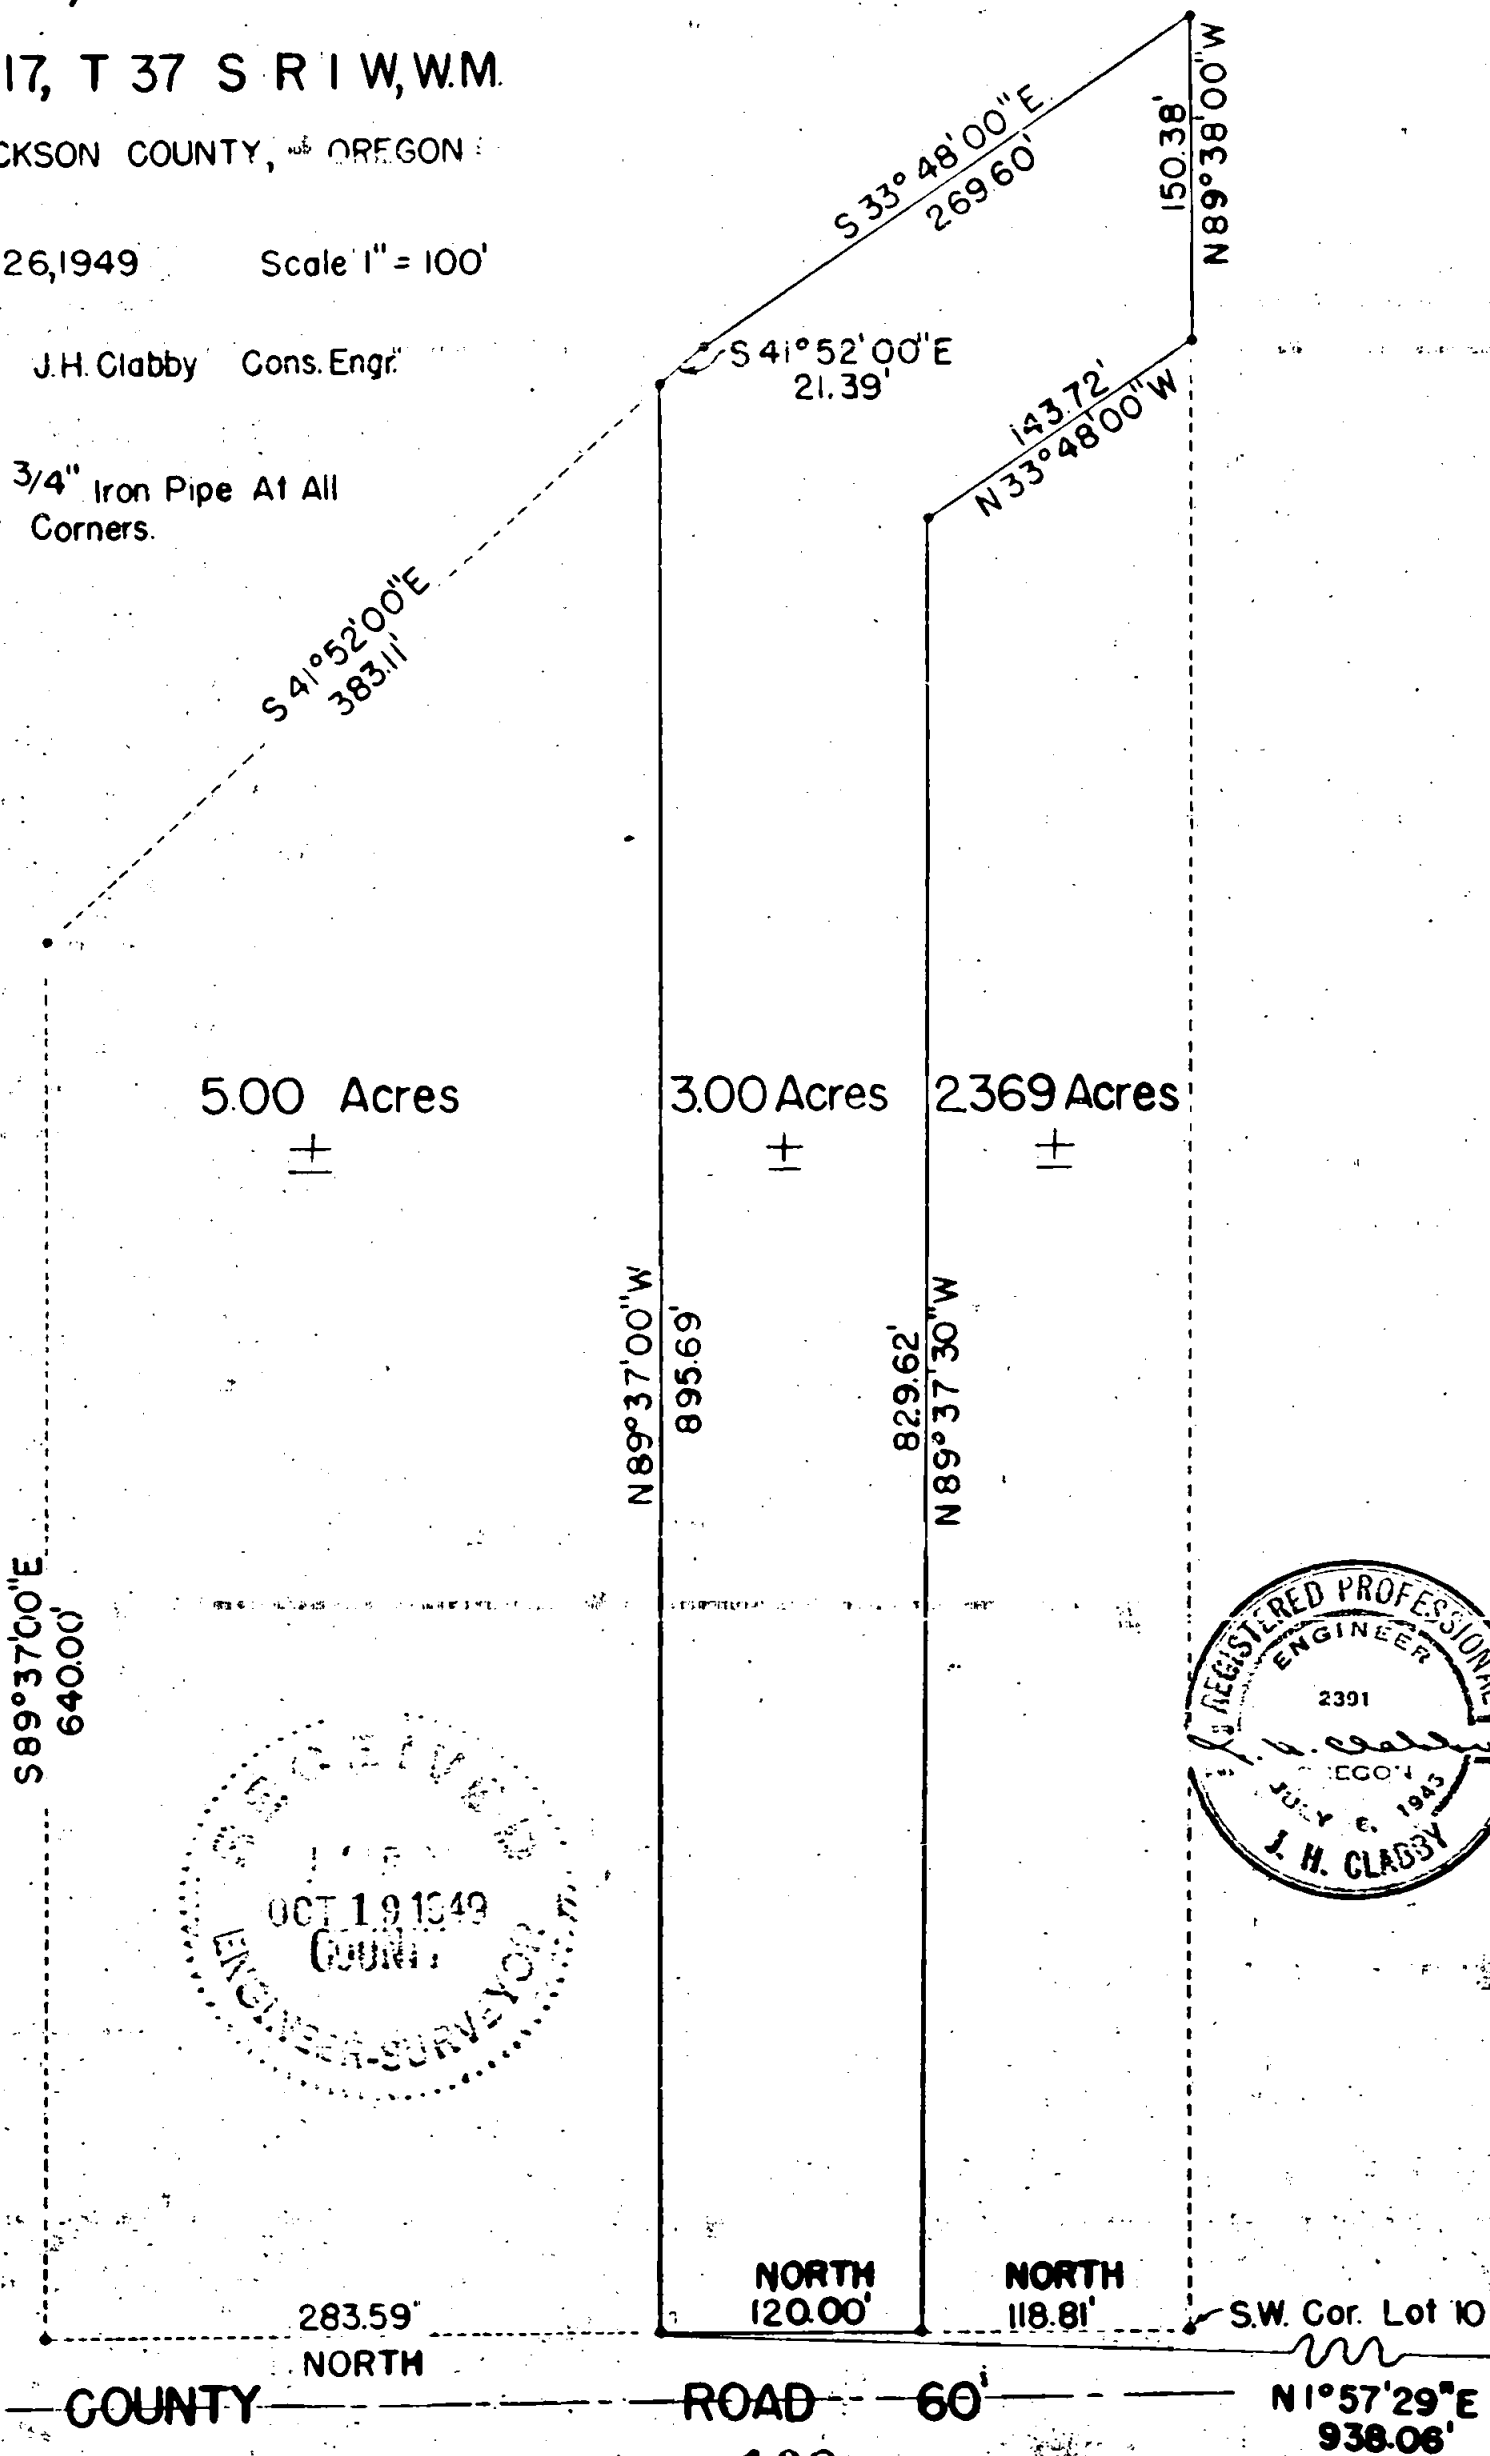 17, T 37 S R 1 W, W.M.
CKSON COUNTY, OREGON
26,1949 Scale 1" = 100'
J.H. Clabby Cons. Engr.
3/4" Iron Pipe At All
Corners.
S 33° 48' 00" E
269.60'
150.38'
N 89° 38' 00" W
S 41° 52' 00" E
21.39'
143.72'
N 33° 48' 00" W
S 41° 52' 00" E
383.11'
5.00 Acres
±
3.00 Acres
±
2.369 Acres
±
N 89° 37' 00" W
895.69'
829.62'
N 89° 37' 30" W
S 89° 37' 00" E
640.00'
RECEIVED
OCT 19 1949
COUNTY
ENGINEER-SURVEYOR
REGISTERED PROFESSIONAL
ENGINEER
2391
J. H. Clabby
OREGON
JULY 6, 1945
J. H. CLABBY
NORTH
120.00'
NORTH
118.81'
S.W. Cor. Lot 10
283.59'
NORTH
COUNTY ROAD 60'
N 1° 57' 29" E
938.06'